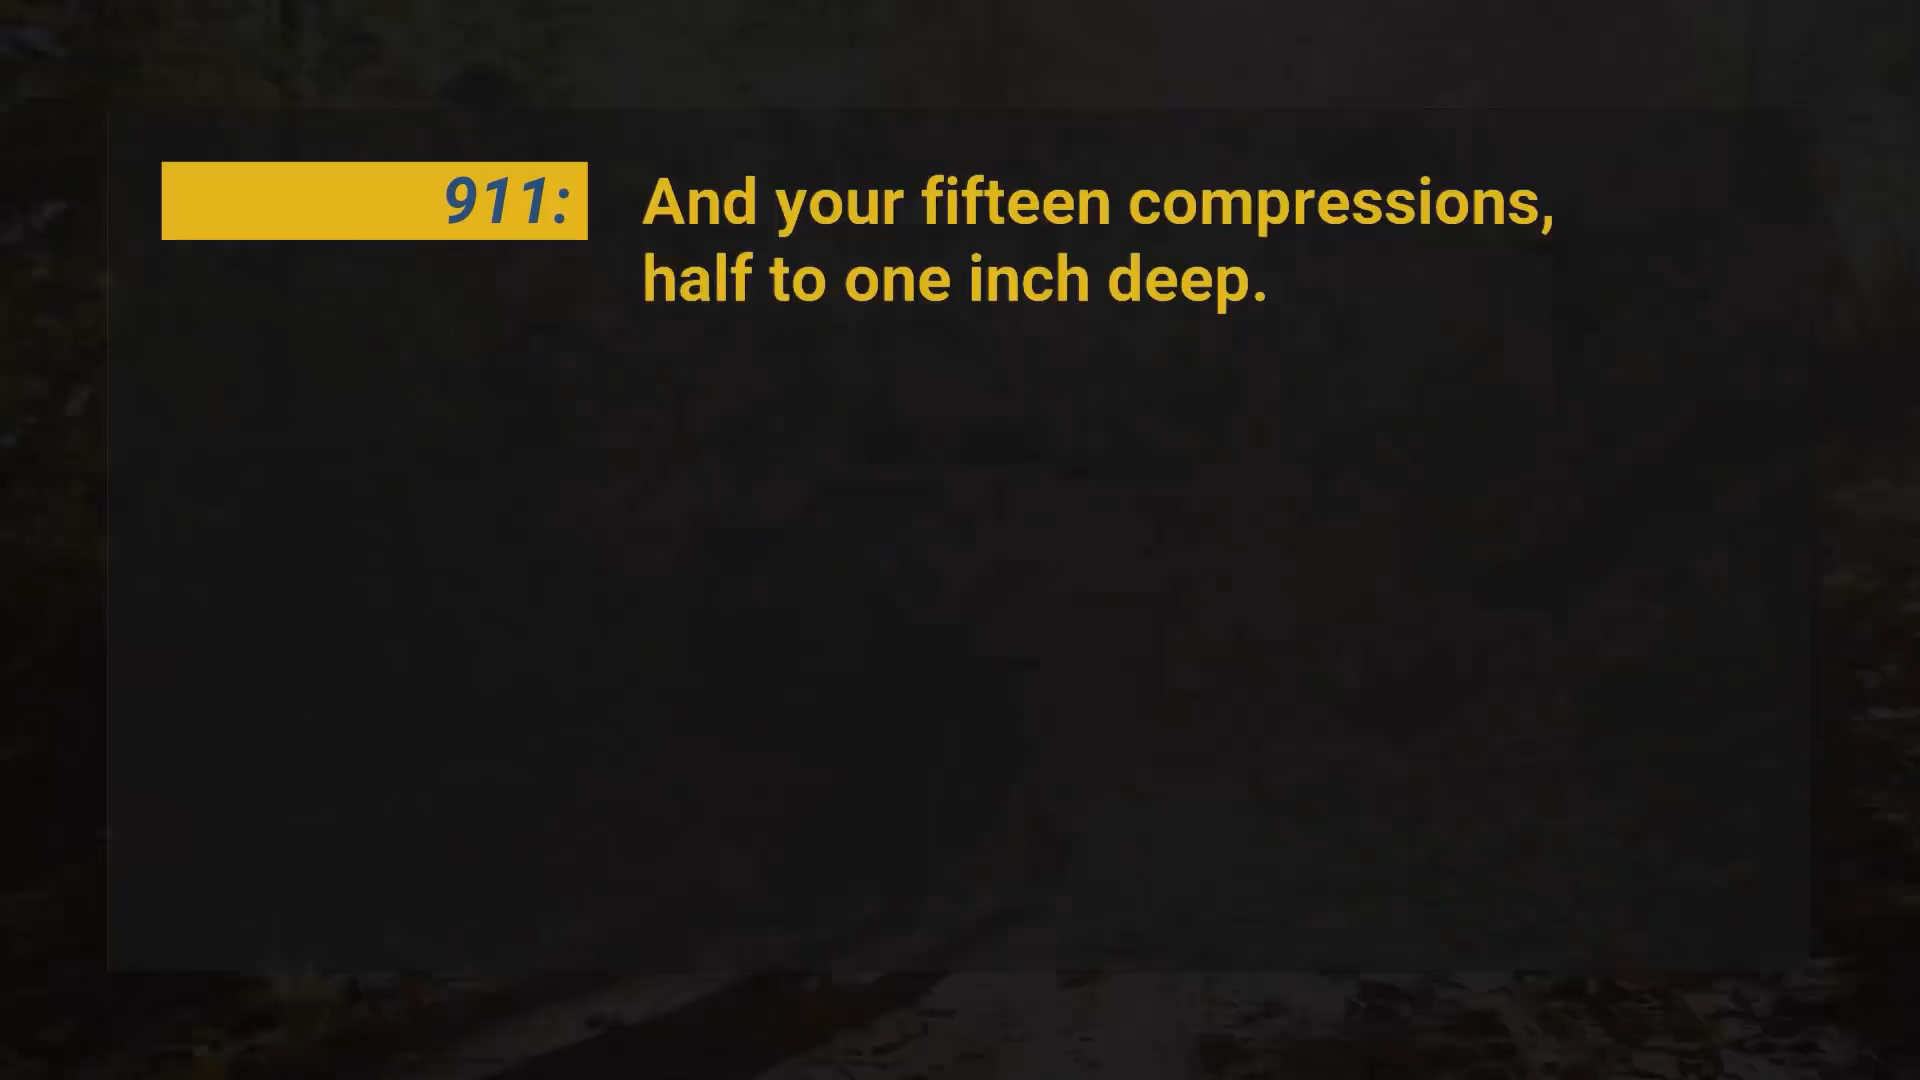 911: And your fifteen compressions,
half to one inch deep.